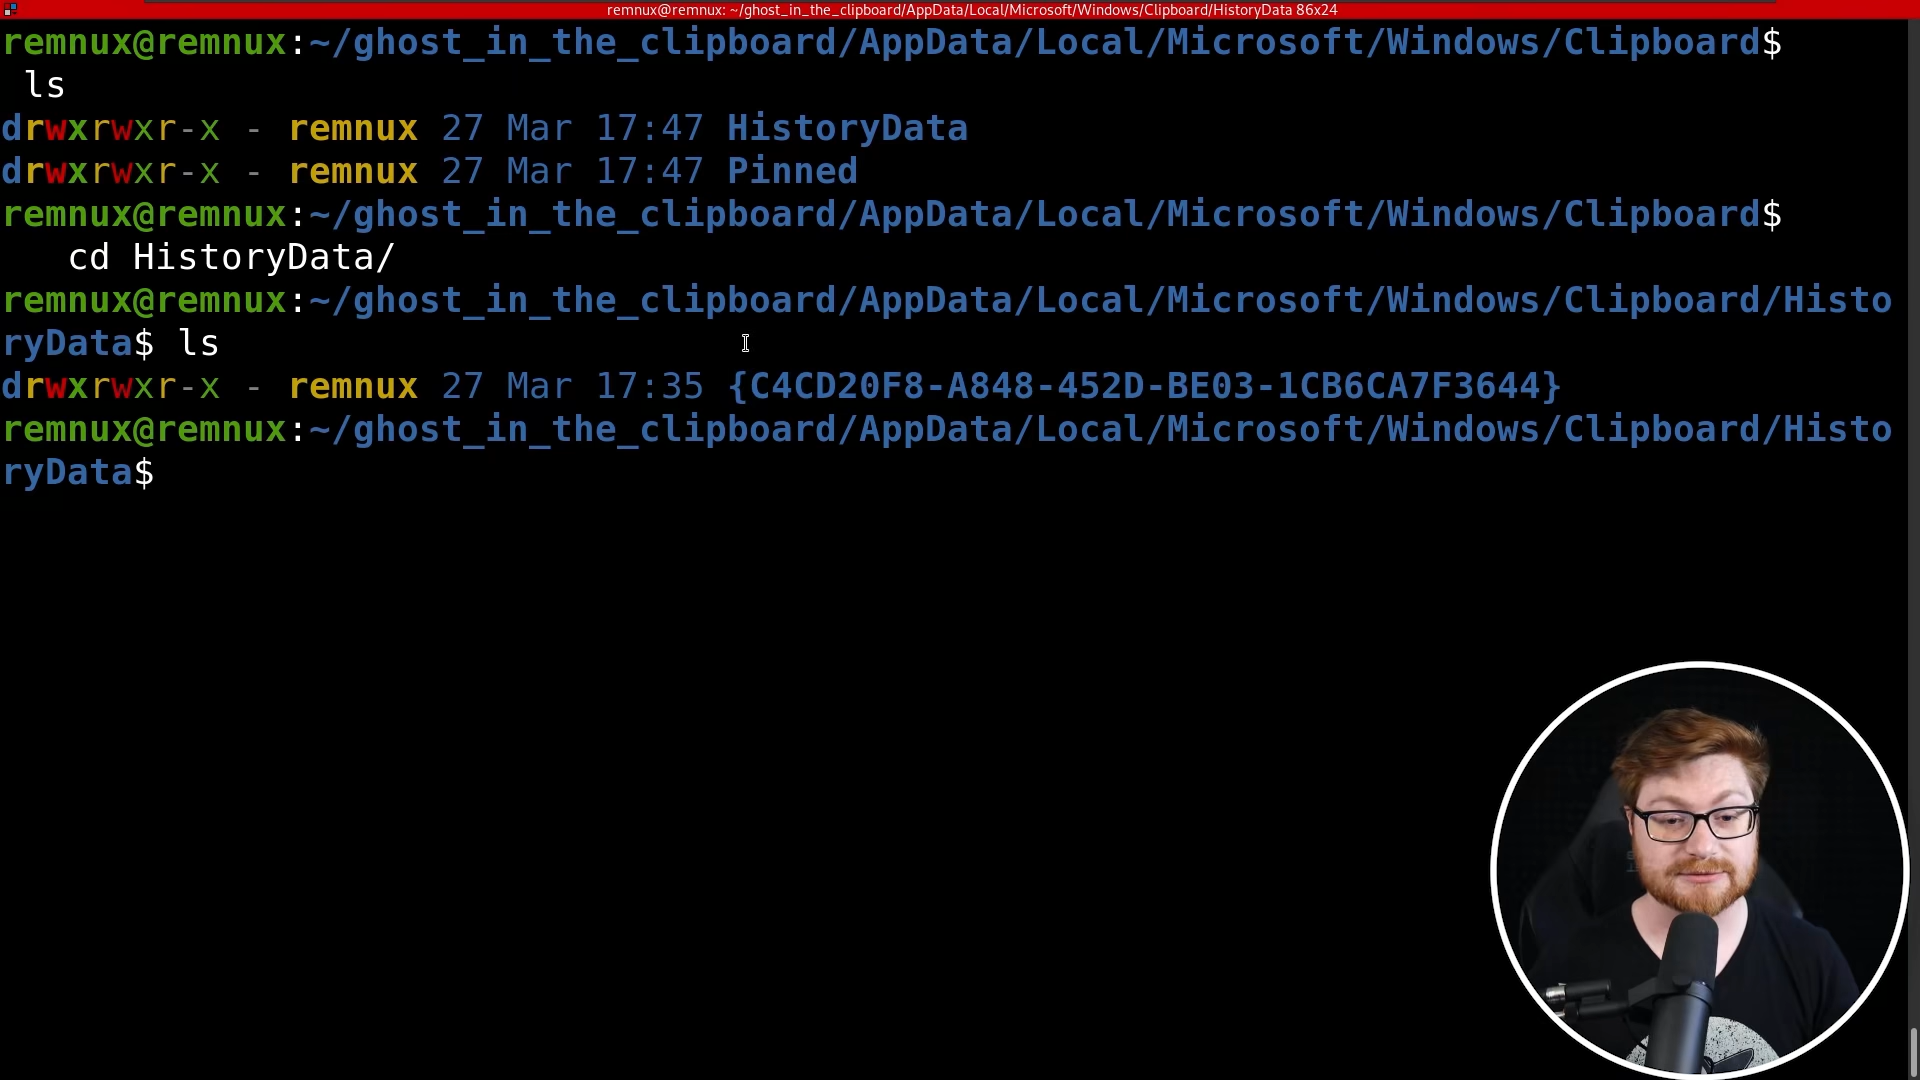 remnux@remnux: ~/ghost_in_the_clipboard/AppData/Local/Microsoft/Windows/Clipboard/HistoryData 86x24
remnux@remnux:~/ghost_in_the_clipboard/AppData/Local/Microsoft/Windows/Clipboard$
ls
drwxrwxr-x - remnux 27 Mar 17:47 HistoryData
drwxrwxr-x - remnux 27 Mar 17:47 Pinned
remnux@remnux:~/ghost_in_the_clipboard/AppData/Local/Microsoft/Windows/Clipboard$
cd HistoryData/
remnux@remnux:~/ghost_in_the_clipboard/AppData/Local/Microsoft/Windows/Clipboard/Histo
ryData$ ls
drwxrwxr-x - remnux 27 Mar 17:35 {C4CD20F8-A848-452D-BE03-1CB6CA7F3644}
remnux@remnux:~/ghost_in_the_clipboard/AppData/Local/Microsoft/Windows/Clipboard/Histo
ryData$